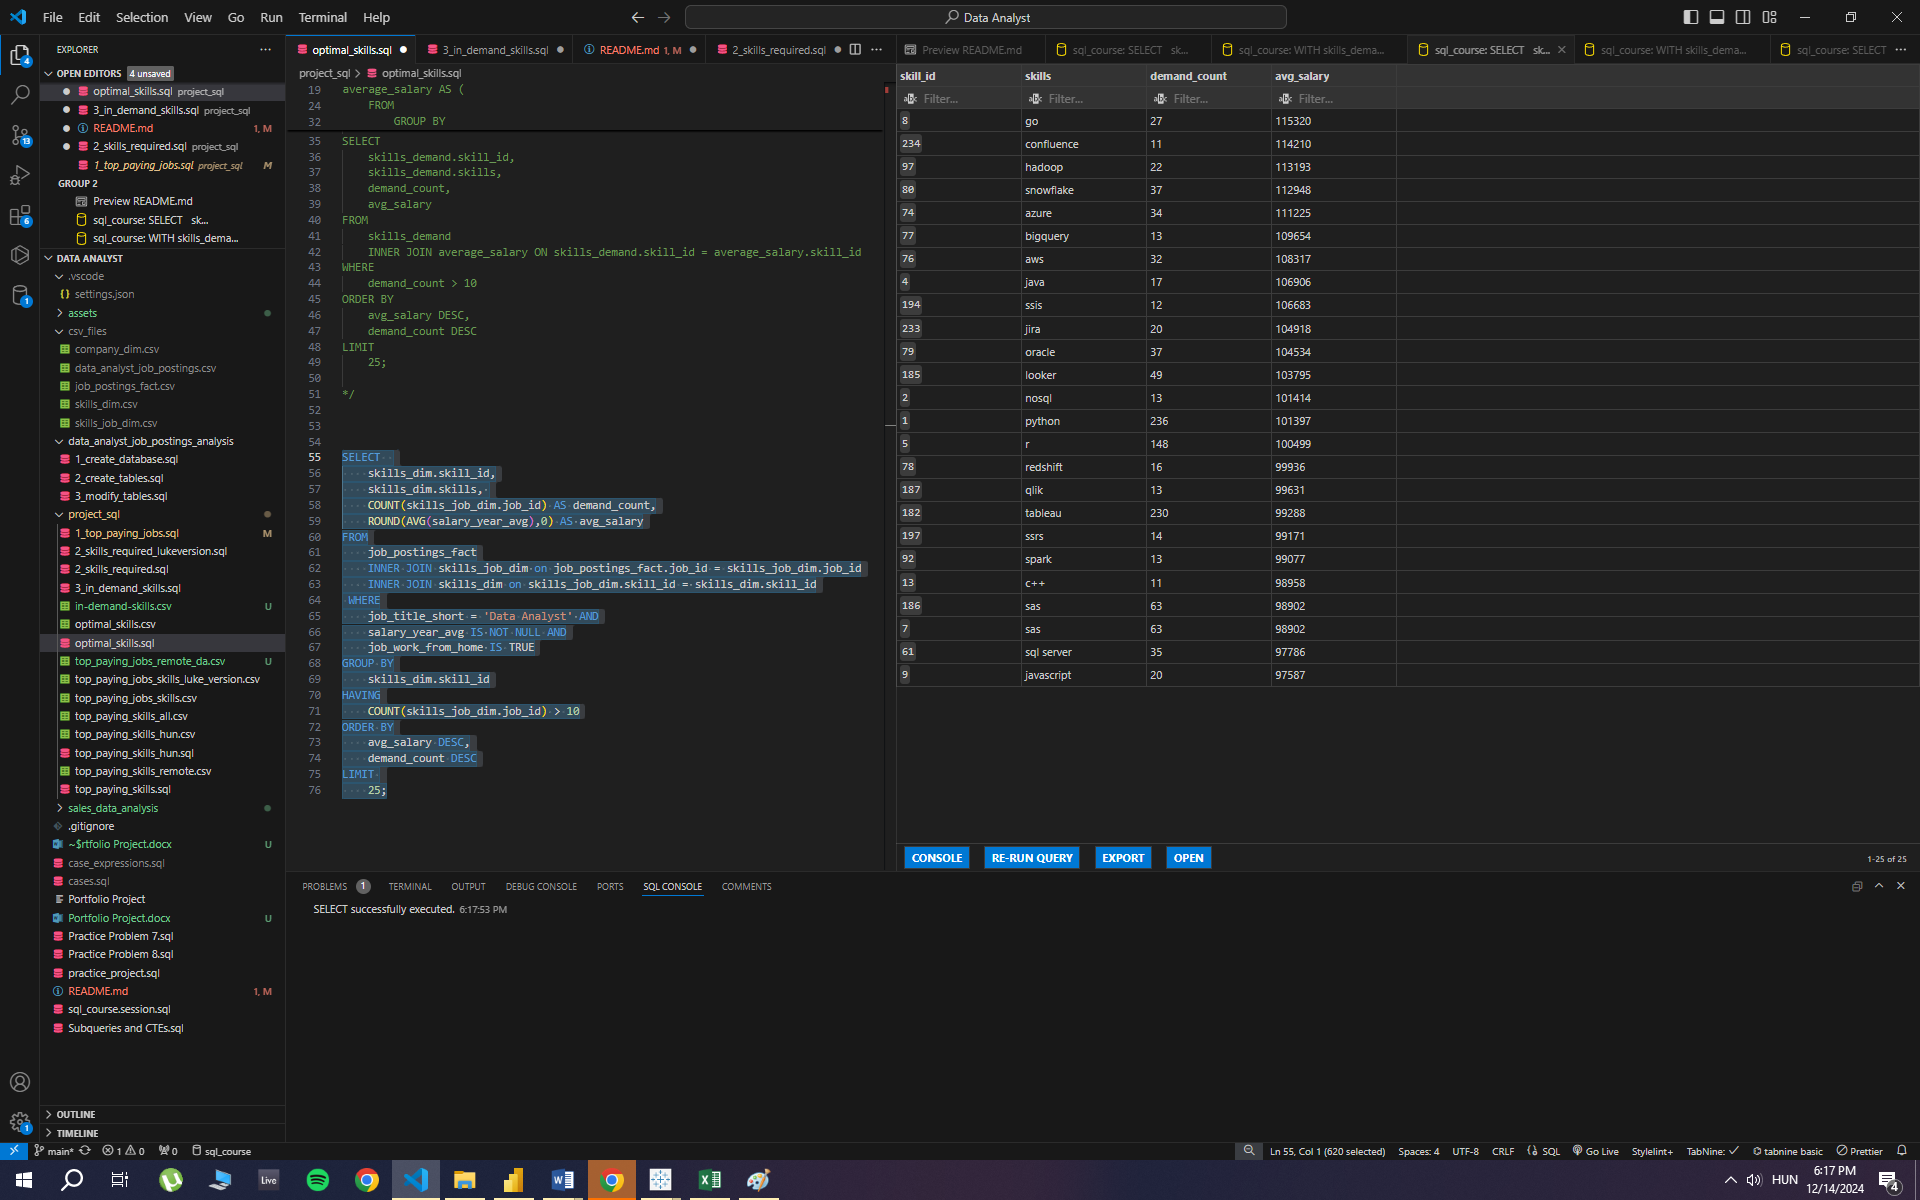 File Edit Selection View Go Run Terminal Help
Data Analyst
EXPLORER
OPEN EDITORS 4 unsaved
optimal_skills.sql project_sql
3_in_demand_skills.sql project_sql
README.md 1, M
2_skills_required.sql project_sql
1_top_paying_jobs.sql project_sql M
GROUP 2
Preview README.md
sql_course: SELECT sk...
sql_course: WITH skills_dema...
DATA ANALYST
.vscode
settings.json
assets
csv_files
company_dim.csv
data_analyst_job_postings.csv
job_postings_fact.csv
skills_dim.csv
skills_job_dim.csv
data_analyst_job_postings_analysis
1_create_database.sql
2_create_tables.sql
3_modify_tables.sql
project_sql
1_top_paying_jobs.sql M
2_skills_required_lukeversion.sql
2_skills_required.sql
3_in_demand_skills.sql
in-demand-skills.csv U
optimal_skills.csv
optimal_skills.sql
top_paying_jobs_remote_da.csv U
top_paying_jobs_skills_luke_version.csv
top_paying_jobs_skills.csv
top_paying_skills_all.csv
top_paying_skills_hun.csv
top_paying_skills_hun.sql
top_paying_skills_remote.csv
top_paying_skills.sql
sales_data_analysis
.gitignore
~$rtfolio Project.docx U
case_expressions.sql
cases.sql
Portfolio Project
Portfolio Project.docx U
Practice Problem 7.sql
Practice Problem 8.sql
practice_project.sql
README.md 1, M
sql_course.session.sql
Subqueries and CTEs.sql
OUTLINE
TIMELINE
4
13
6
1
1
optimal_skills.sql 3_in_demand_skills.sql README.md 1, M 2_skills_required.sql
project_sql > optimal_skills.sql
19 average_salary AS (
24 FROM
32 GROUP BY
35 SELECT
36 skills_demand.skill_id,
37 skills_demand.skills,
38 demand_count,
39 avg_salary
40 FROM
41 skills_demand
42 INNER JOIN average_salary ON skills_demand.skill_id = average_salary.skill_id
43 WHERE
44 demand_count > 10
45 ORDER BY
46 avg_salary DESC,
47 demand_count DESC
48 LIMIT
49 25;
50
51 */
52
53
54
55 SELECT
56 skills_dim.skill_id,
57 skills_dim.skills,
58 COUNT(skills_job_dim.job_id) AS demand_count,
59 ROUND(AVG(salary_year_avg),0) AS avg_salary
60 FROM
61 job_postings_fact
62 INNER JOIN skills_job_dim on job_postings_fact.job_id = skills_job_dim.job_id
63 INNER JOIN skills_dim on skills_job_dim.skill_id = skills_dim.skill_id
64 WHERE
65 job_title_short = 'Data Analyst' AND
66 salary_year_avg IS NOT NULL AND
67 job_work_from_home IS TRUE
68 GROUP BY
69 skills_dim.skill_id
70 HAVING
71 COUNT(skills_job_dim.job_id) > 10
72 ORDER BY
73 avg_salary DESC,
74 demand_count DESC
75 LIMIT
76 25;
Preview README.md sql_course: SELECT sk... sql_course: WITH skills_dema... sql_course: SELECT sk... sql_course: WITH skills_dema... sql_course: SELECT
skill_id skills demand_count avg_salary
Filter... Filter... Filter... Filter...
8 go 27 115320
234 confluence 11 114210
97 hadoop 22 113193
80 snowflake 37 112948
74 azure 34 111225
77 bigquery 13 109654
76 aws 32 108317
4 java 17 106906
194 ssis 12 106683
233 jira 20 104918
79 oracle 37 104534
185 looker 49 103795
2 nosql 13 101414
1 python 236 101397
5 r 148 100499
78 redshift 16 99936
187 qlik 13 99631
182 tableau 230 99288
197 ssrs 14 99171
92 spark 13 99077
13 c++ 11 98958
186 sas 63 98902
7 sas 63 98902
61 sql server 35 97786
9 javascript 20 97587
CONSOLE RE-RUN QUERY EXPORT OPEN 1-25 of 25
PROBLEMS 1 TERMINAL OUTPUT DEBUG CONSOLE PORTS SQL CONSOLE COMMENTS
SELECT successfully executed. 6:17:53 PM
main* 1 0 0 sql_course Ln 55, Col 1 (620 selected) Spaces: 4 UTF-8 CRLF SQL Go Live Stylelint+ TabNine: tabnine basic Prettier
Live
HUN
6:17 PM
12/14/2024
4